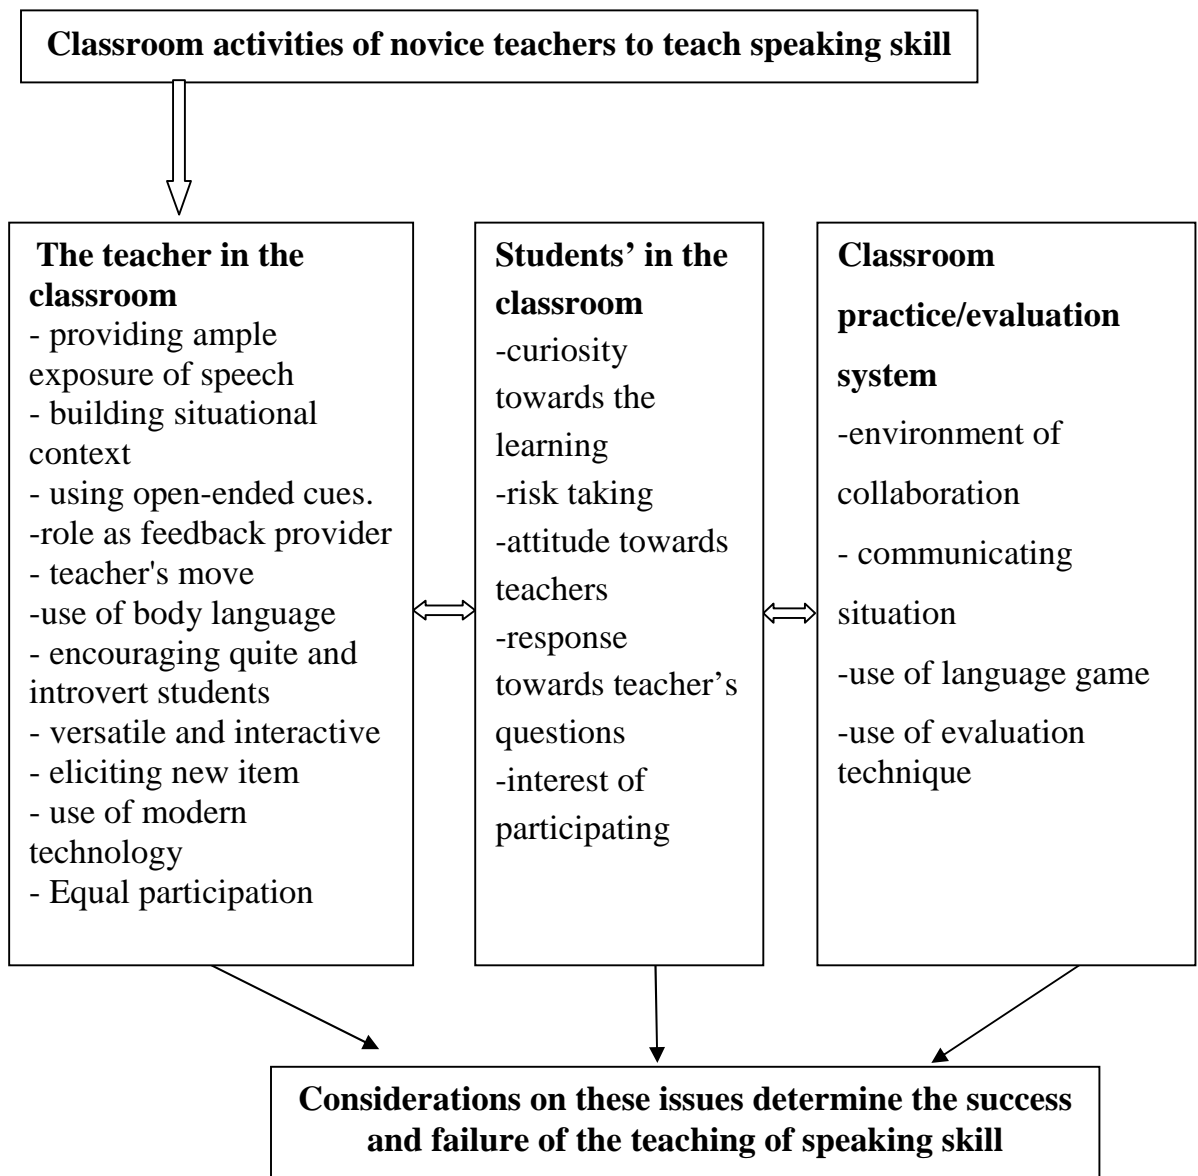 Classroom activities of novice teachers to teach speaking skill
The teacher in the
classroom
- providing ample
exposure of speech
- building situational
context
- using open-ended cues.
-role as feedback provider
- teacher's move
-use of body language
- encouraging quite and
introvert students
- versatile and interactive
- eliciting new item
- use of modern
technology
- Equal participation
Students’ in the
classroom
-curiosity
towards the
learning
-risk taking
-attitude towards
teachers
-response
towards teacher’s
questions
-interest of
participating
Classroom
practice/evaluation
system
-environment of
collaboration
- communicating
situation
-use of language game
-use of evaluation
technique
Considerations on these issues determine the success
and failure of the teaching of speaking skill